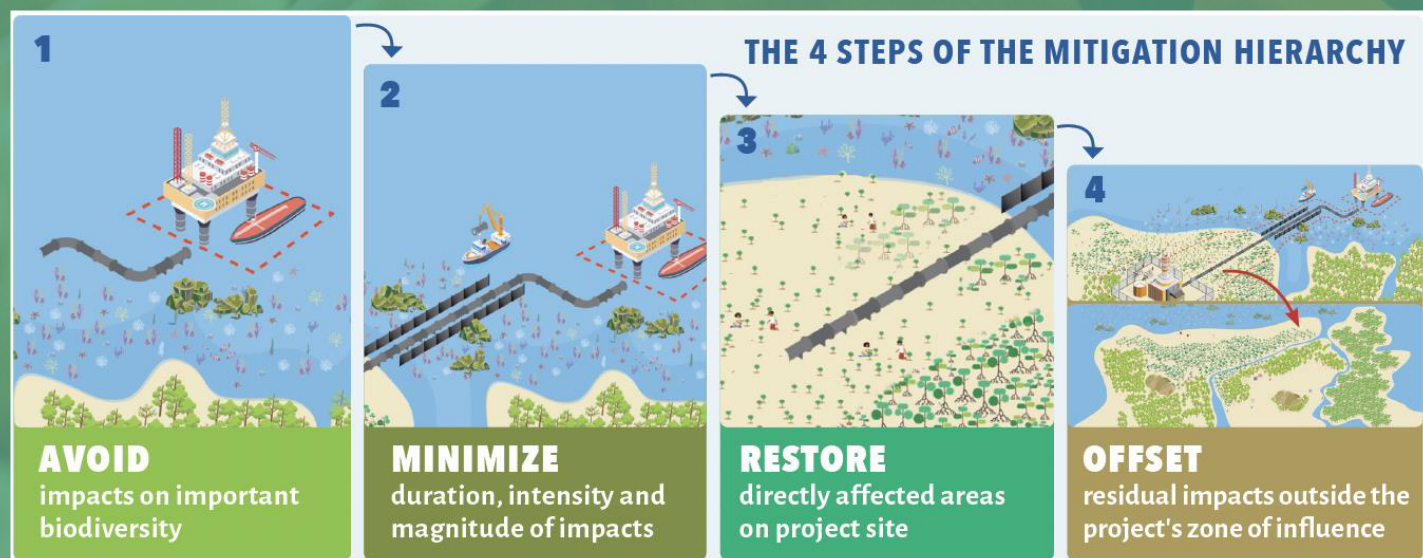 THE 4 STEPS OF THE MITIGATION HIERARCHY
1
AVOID
impacts on important
biodiversity
2
MINIMIZE
duration, intensity and
magnitude of impacts
3
RESTORE
directly affected areas
on project site
4
OFFSET
residual impacts outside the
project's zone of influence